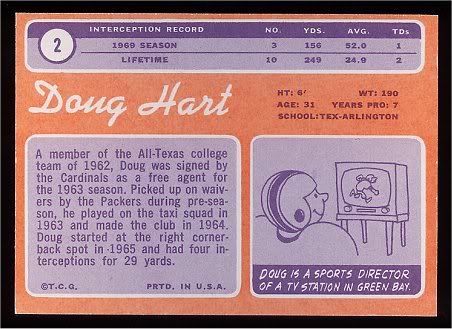 2
INTERCEPTION RECORD NO. YDS. AVG. TDs
1969 SEASON 3 156 52.0 1
LIFETIME 10 249 24.9 2
Doug Hart
HT: 6' WT: 190
AGE: 31 YEARS PRO: 7
SCHOOL: TEX-ARLINGTON
A member of the All-Texas college
team of 1962, Doug was signed by
the Cardinals as a free agent for
the 1963 season. Picked up on waiv-
ers by the Packers during pre-sea-
son, he played on the taxi squad in
1963 and made the club in 1964.
Doug started at the right corner-
back spot in 1965 and had four in-
terceptions for 29 yards.
©T.C.G. PRTD. IN U.S.A.
DOUG IS A SPORTS DIRECTOR
OF A TV STATION IN GREEN BAY.